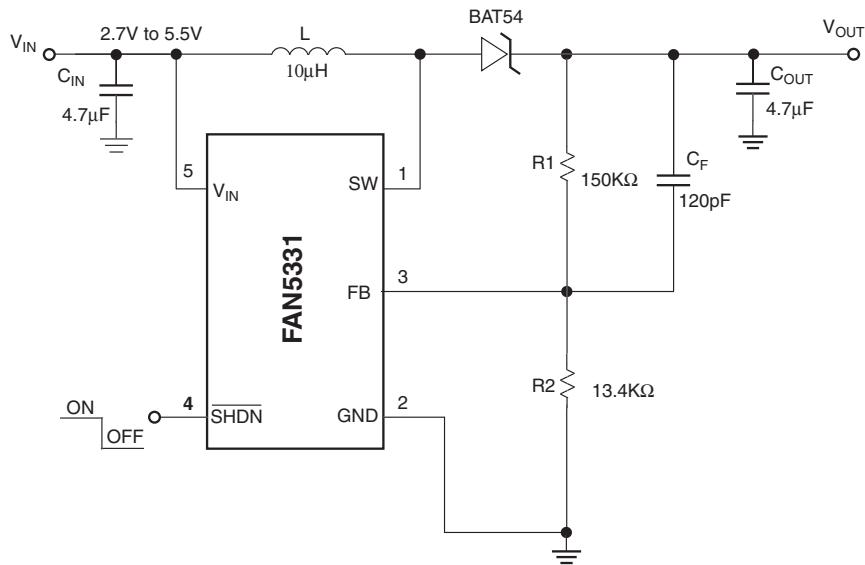 BAT54
V_IN
2.7V to 5.5V
L
V_OUT
C_IN
10μH
C_OUT
4.7μF
4.7μF
5
1
V_IN
SW
R1
150KΩ
C_F
120pF
FAN5331
3
FB
R2
13.4KΩ
ON
OFF
4
SHDN
GND
2